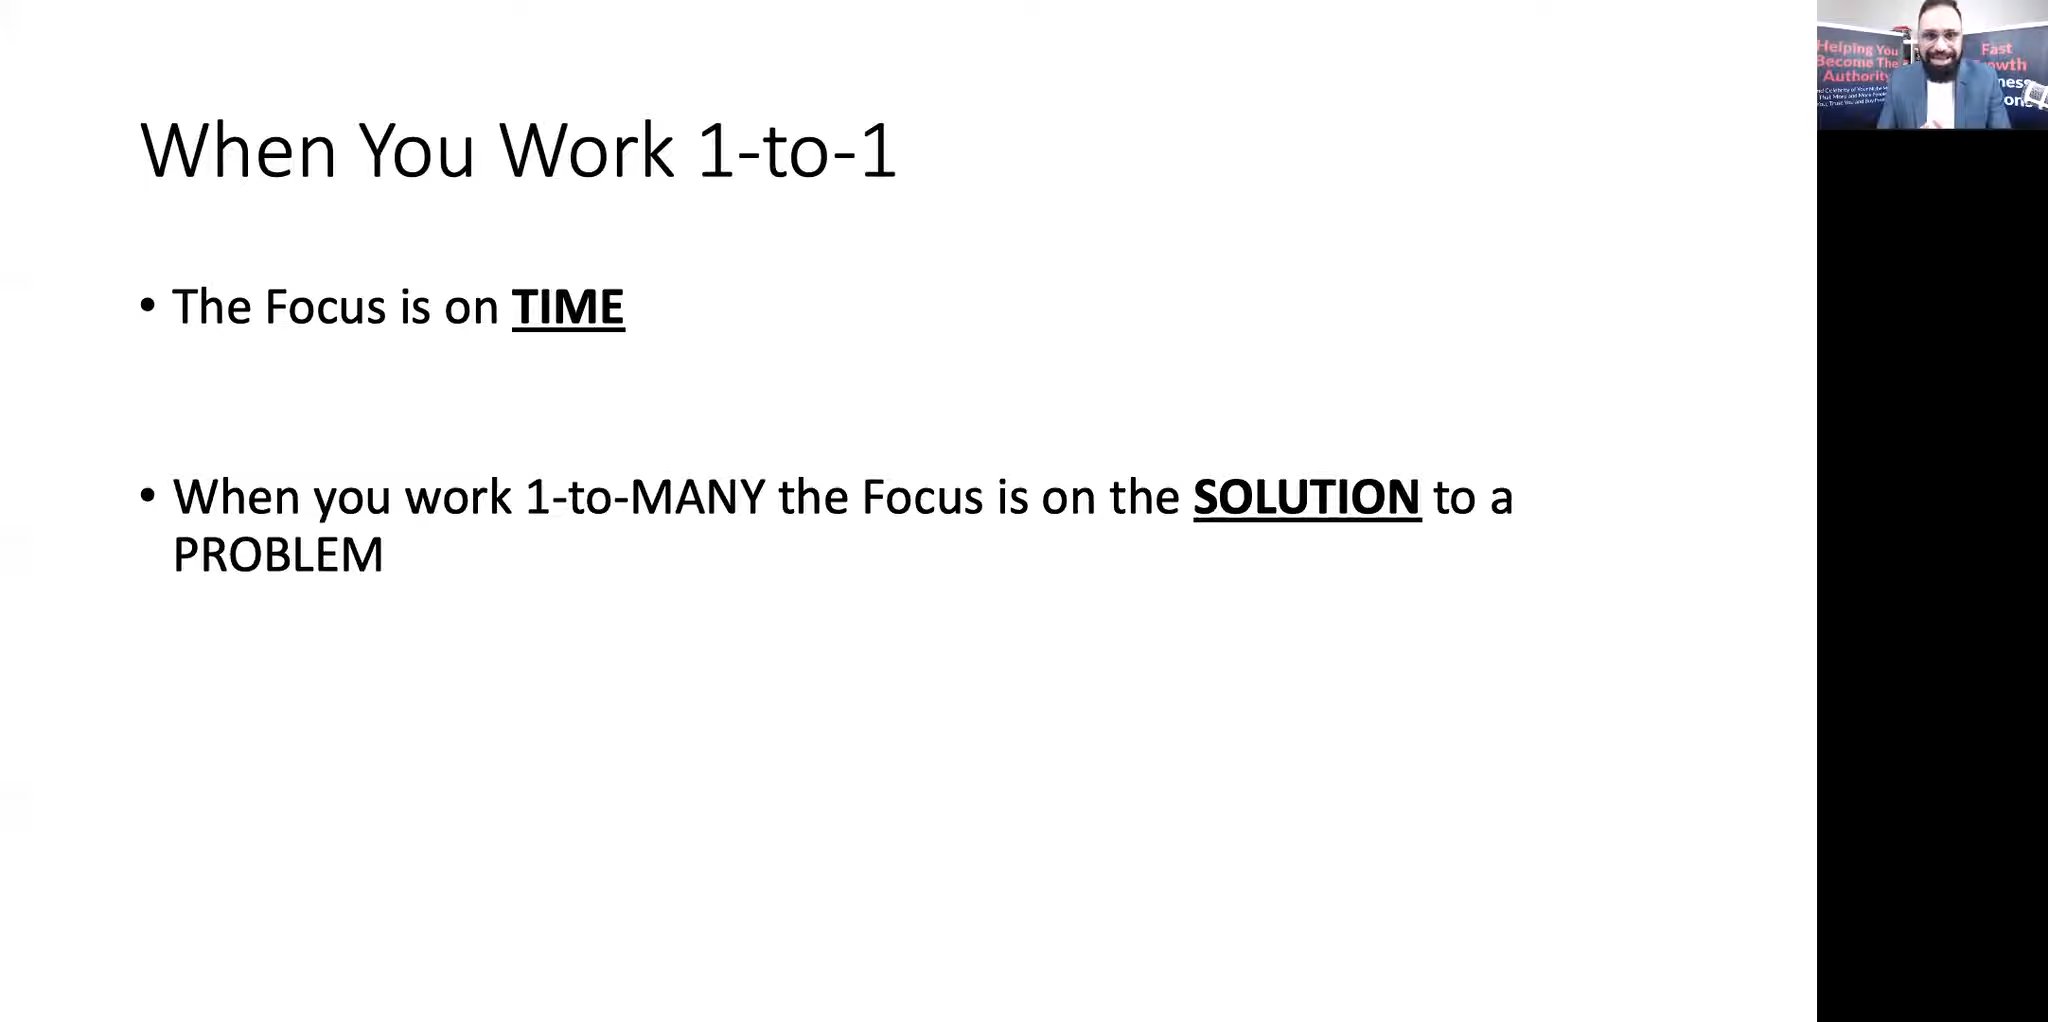 When You Work 1-to-1
• The Focus is on TIME
• When you work 1-to-MANY the Focus is on the SOLUTION to a
PROBLEM
Helping You
Become The
Authority
Fast